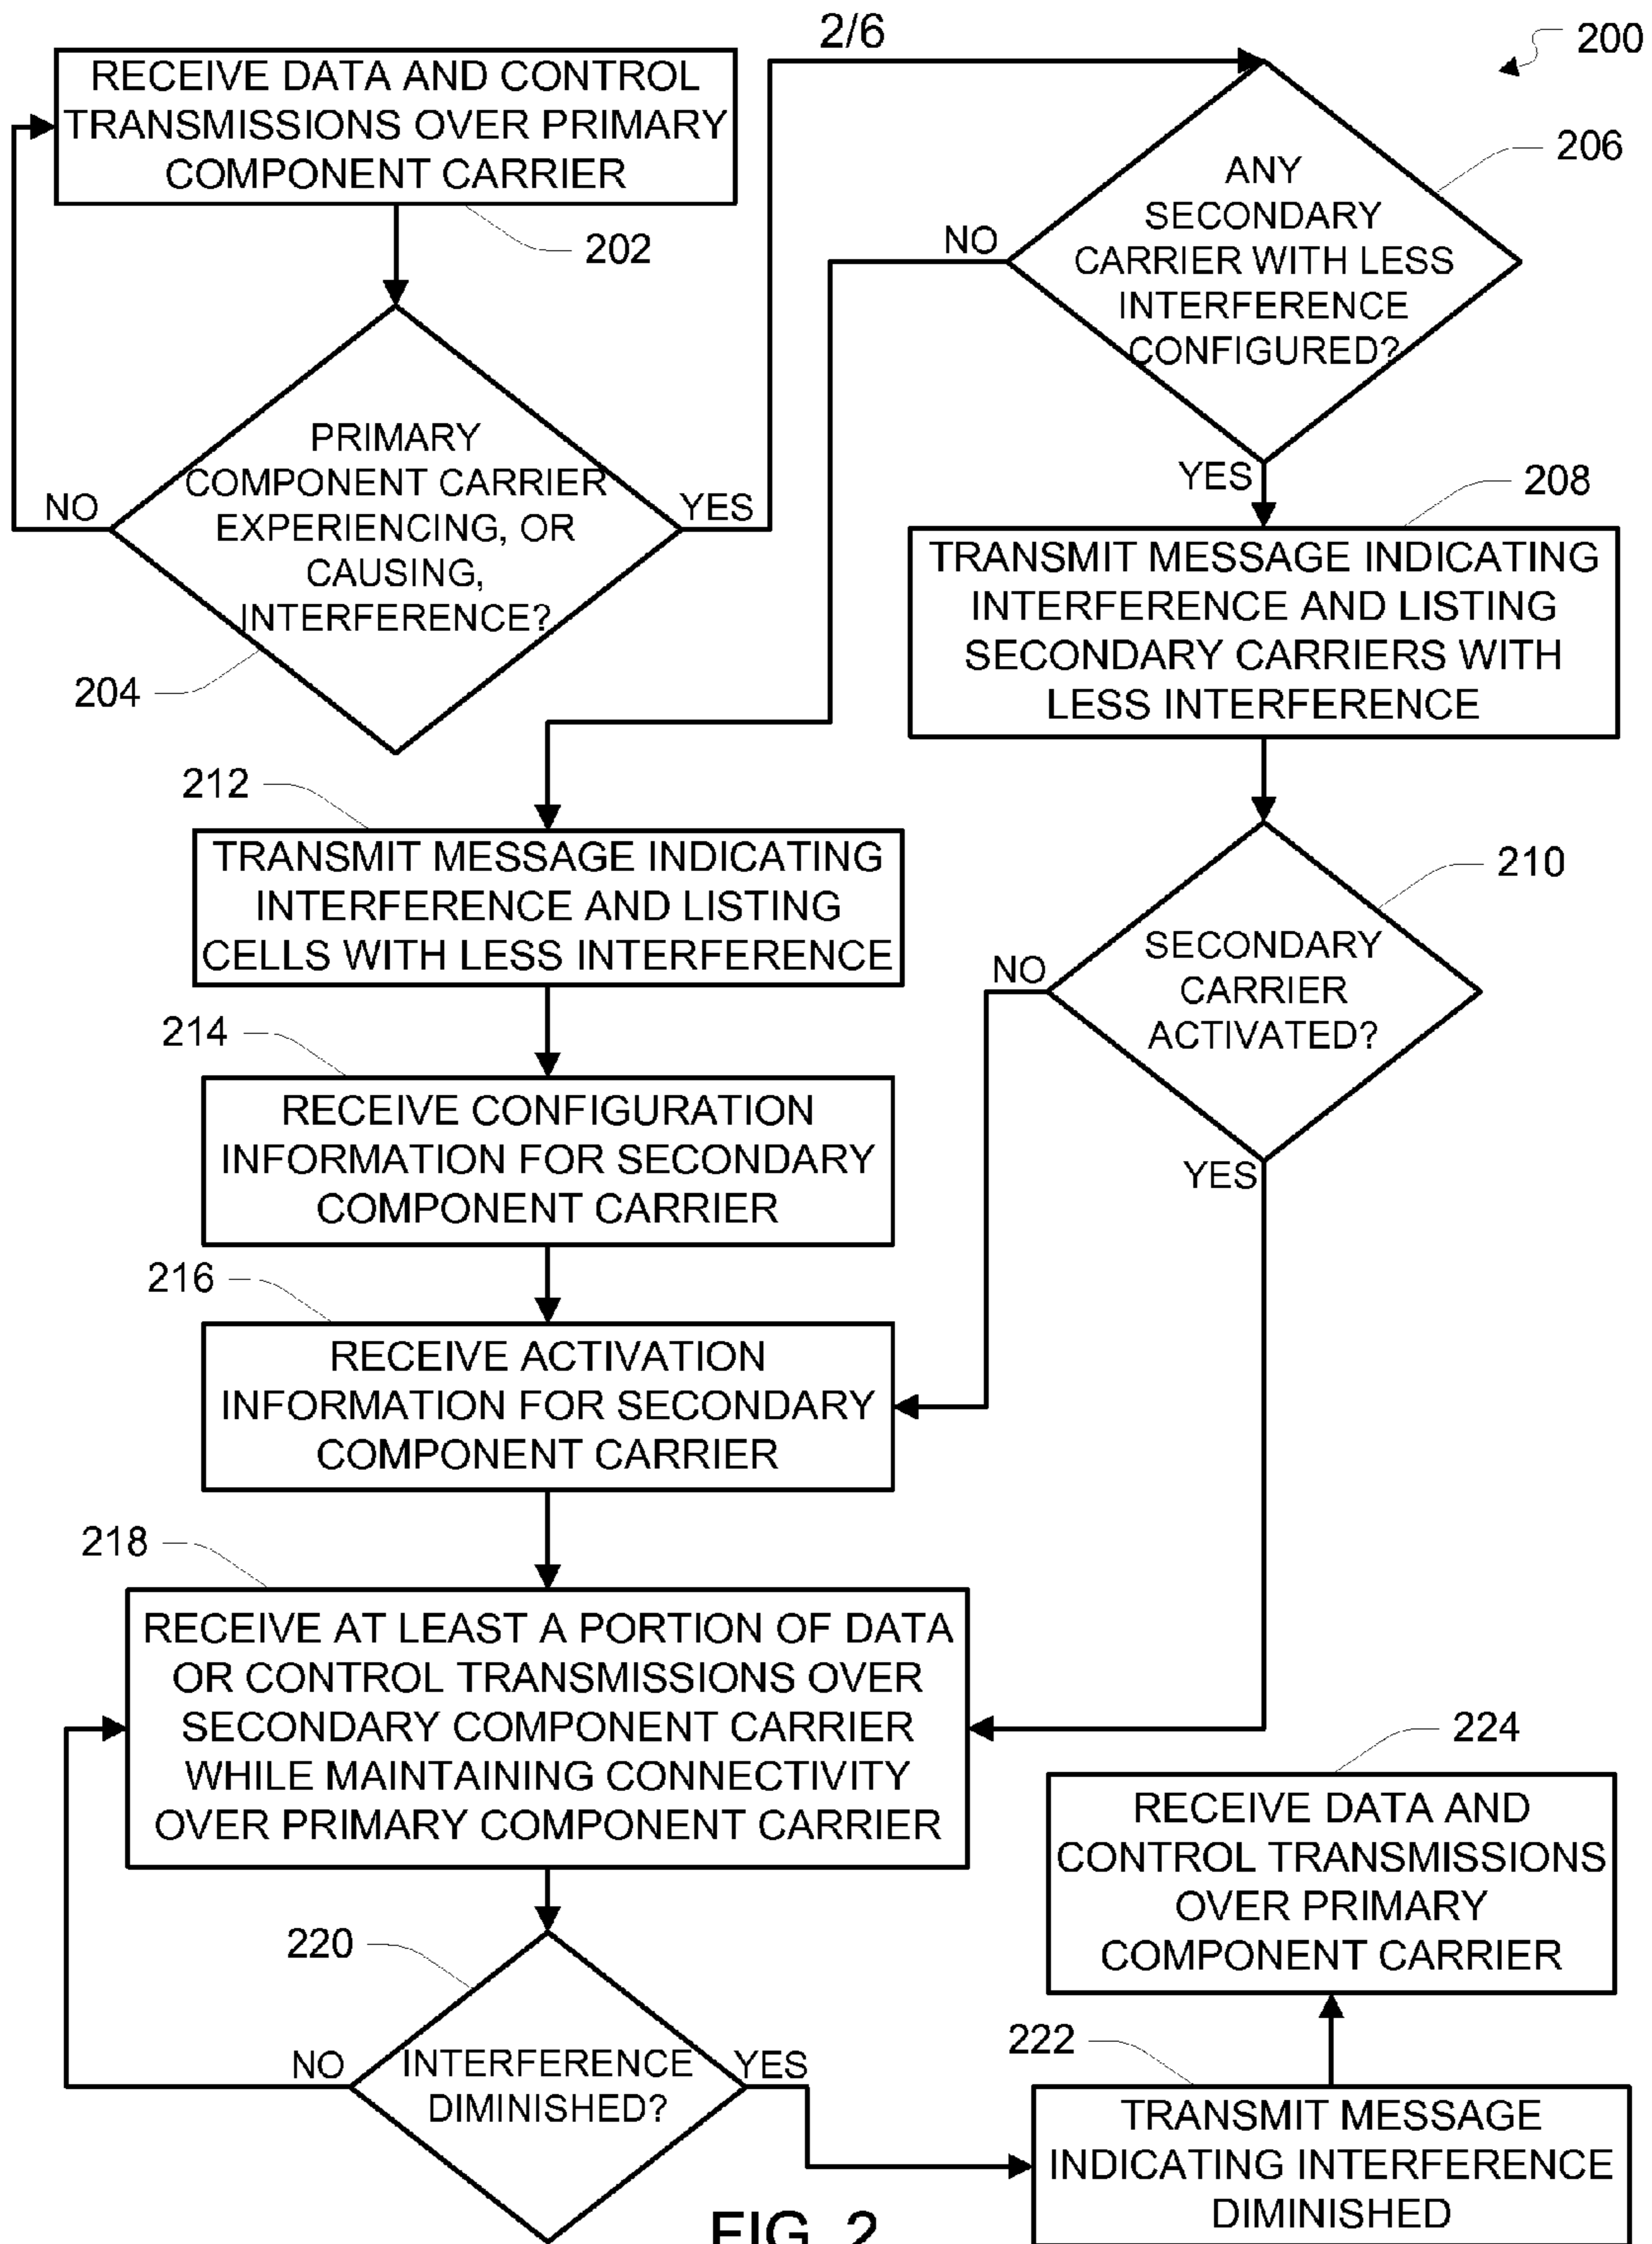 2/6
200
RECEIVE DATA AND CONTROL
TRANSMISSIONS OVER PRIMARY
COMPONENT CARRIER
202
PRIMARY
COMPONENT CARRIER
EXPERIENCING, OR
CAUSING,
INTERFERENCE?
NO
YES
204
ANY
SECONDARY
CARRIER WITH LESS
INTERFERENCE
CONFIGURED?
206
NO
YES
208
TRANSMIT MESSAGE INDICATING
INTERFERENCE AND LISTING
SECONDARY CARRIERS WITH
LESS INTERFERENCE
210
SECONDARY
CARRIER
ACTIVATED?
NO
YES
212
TRANSMIT MESSAGE INDICATING
INTERFERENCE AND LISTING
CELLS WITH LESS INTERFERENCE
214
RECEIVE CONFIGURATION
INFORMATION FOR SECONDARY
COMPONENT CARRIER
216
RECEIVE ACTIVATION
INFORMATION FOR SECONDARY
COMPONENT CARRIER
218
RECEIVE AT LEAST A PORTION OF DATA
OR CONTROL TRANSMISSIONS OVER
SECONDARY COMPONENT CARRIER
WHILE MAINTAINING CONNECTIVITY
OVER PRIMARY COMPONENT CARRIER
220
INTERFERENCE
DIMINISHED?
NO
YES
222
TRANSMIT MESSAGE
INDICATING INTERFERENCE
DIMINISHED
224
RECEIVE DATA AND
CONTROL TRANSMISSIONS
OVER PRIMARY
COMPONENT CARRIER
FIG. 2